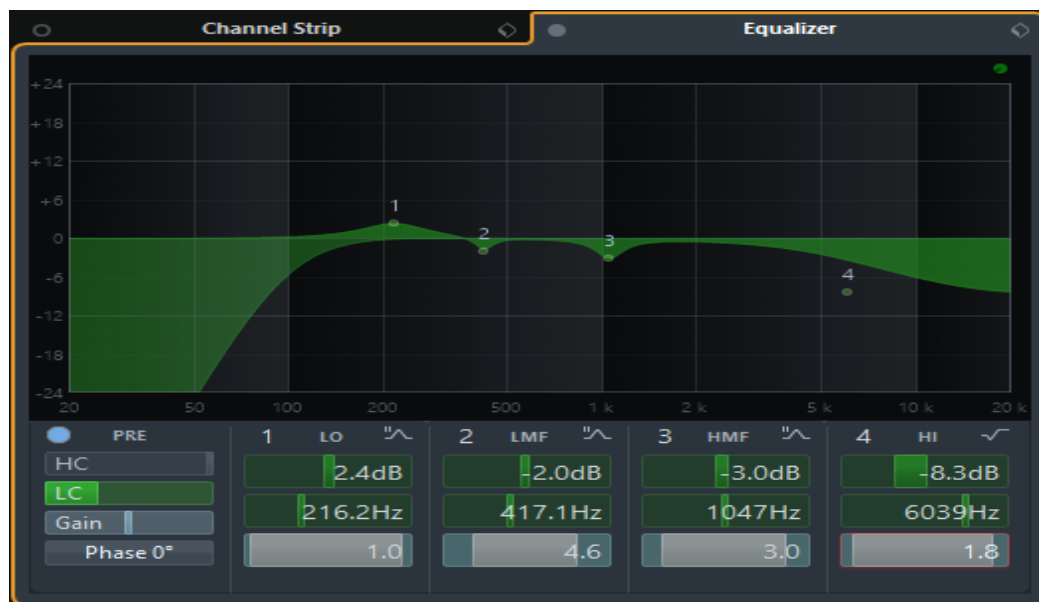 Channel Strip Equalizer
+24
+18
+12
+6
0
-6
-12
-18
-24
1
2
3
4
20 50 100 200 500 1 k 2 k 5 k 10 k 20 k
PRE 1 LO 2 LMF 3 HMF 4 HI
HC 2.4dB -2.0dB -3.0dB -8.3dB
LC
Gain 216.2Hz 417.1Hz 1047Hz 6039Hz
Phase 0° 1.0 4.6 3.0 1.8